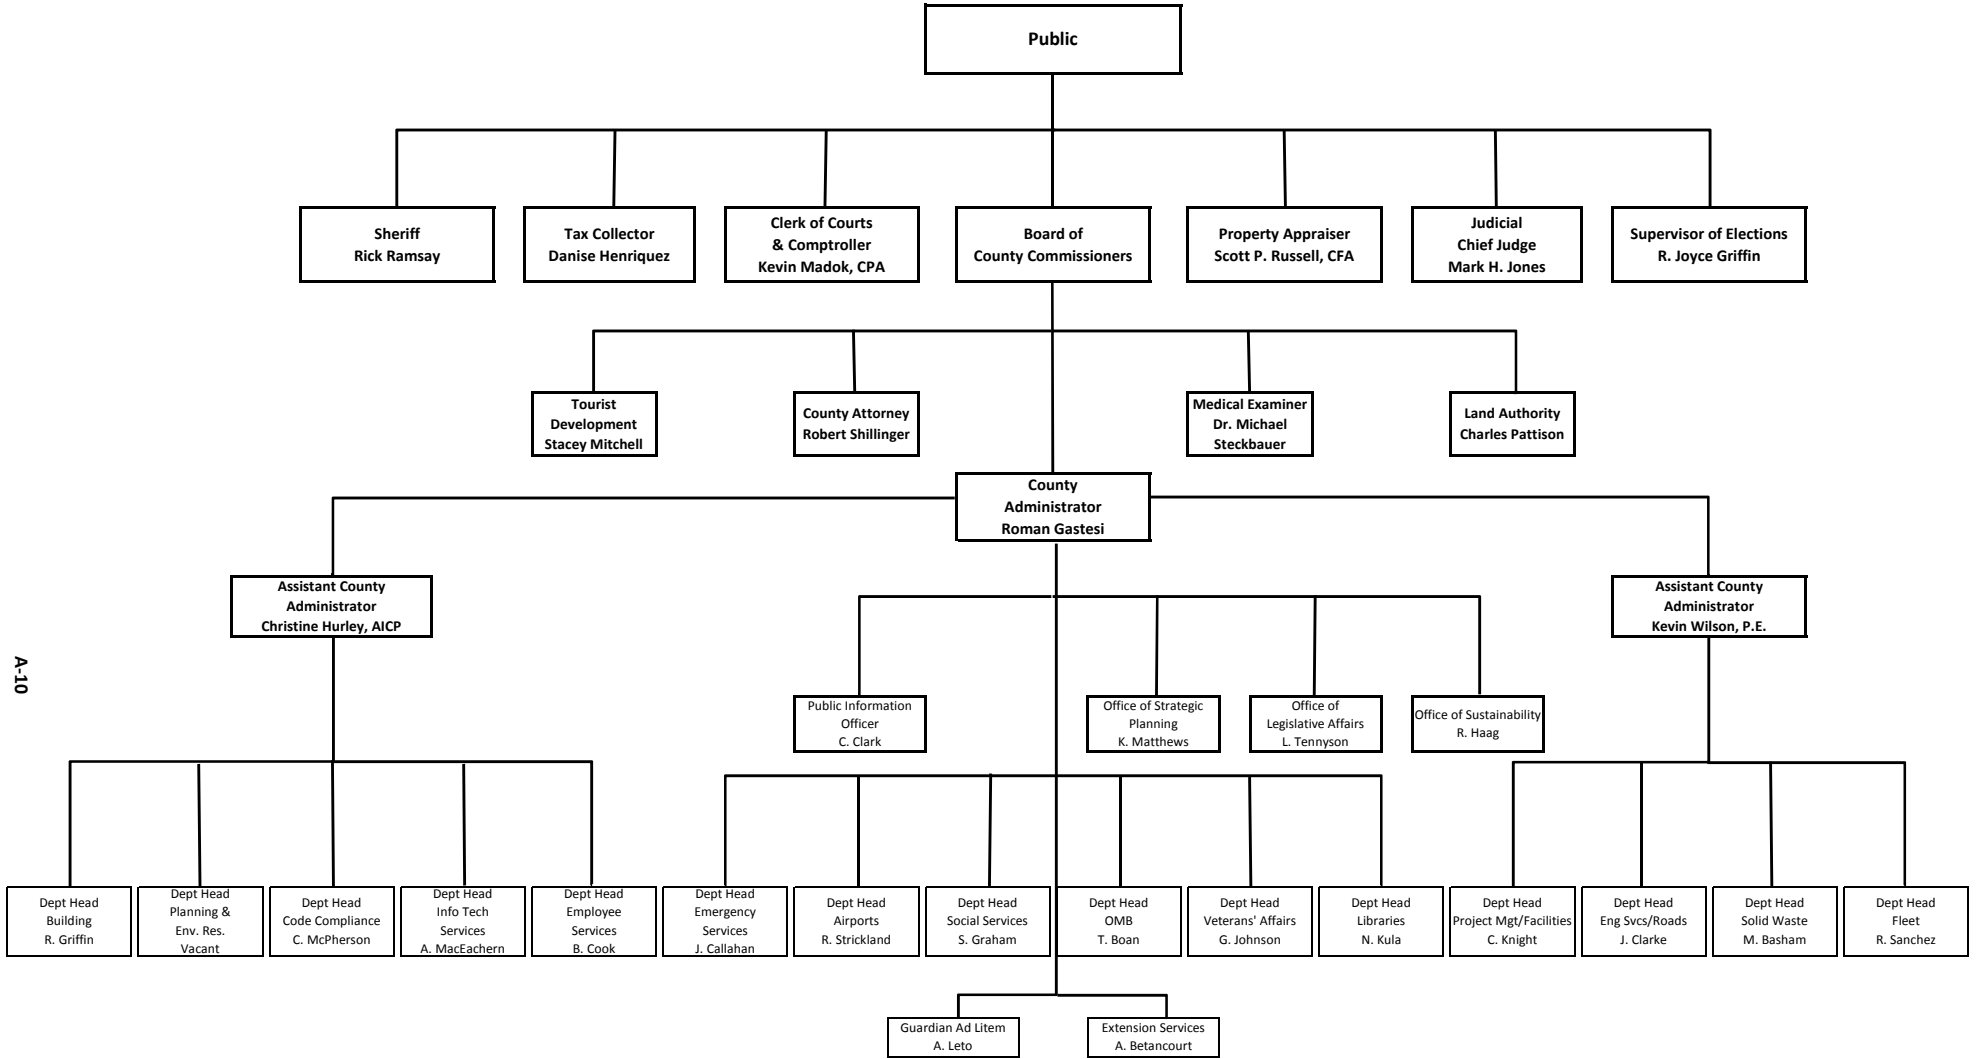 Public
Sheriff
Rick Ramsay
Tax Collector
Danise Henriquez
Clerk of Courts
& Comptroller
Kevin Madok, CPA
Board of
County Commissioners
Property Appraiser
Scott P. Russell, CFA
Judicial
Chief Judge
Mark H. Jones
Supervisor of Elections
R. Joyce Griffin
Tourist
Development
Stacey Mitchell
County Attorney
Robert Shillinger
Medical Examiner
Dr. Michael
Steckbauer
Land Authority
Charles Pattison
County
Administrator
Roman Gastesi
Assistant County
Administrator
Christine Hurley, AICP
Assistant County
Administrator
Kevin Wilson, P.E.
A-10
Public Information
Officer
C. Clark
Office of Strategic
Planning
K. Matthews
Office of
Legislative Affairs
L. Tennyson
Office of Sustainability
R. Haag
Dept Head
Building
R. Griffin
Dept Head
Planning &
Env. Res.
Vacant
Dept Head
Code Compliance
C. McPherson
Dept Head
Info Tech
Services
A. MacEachern
Dept Head
Employee
Services
B. Cook
Dept Head
Emergency
Services
J. Callahan
Dept Head
Airports
R. Strickland
Dept Head
Social Services
S. Graham
Dept Head
OMB
T. Boan
Dept Head
Veterans' Affairs
G. Johnson
Dept Head
Libraries
N. Kula
Dept Head
Project Mgt/Facilities
C. Knight
Dept Head
Eng Svcs/Roads
J. Clarke
Dept Head
Solid Waste
M. Basham
Dept Head
Fleet
R. Sanchez
Guardian Ad Litem
A. Leto
Extension Services
A. Betancourt